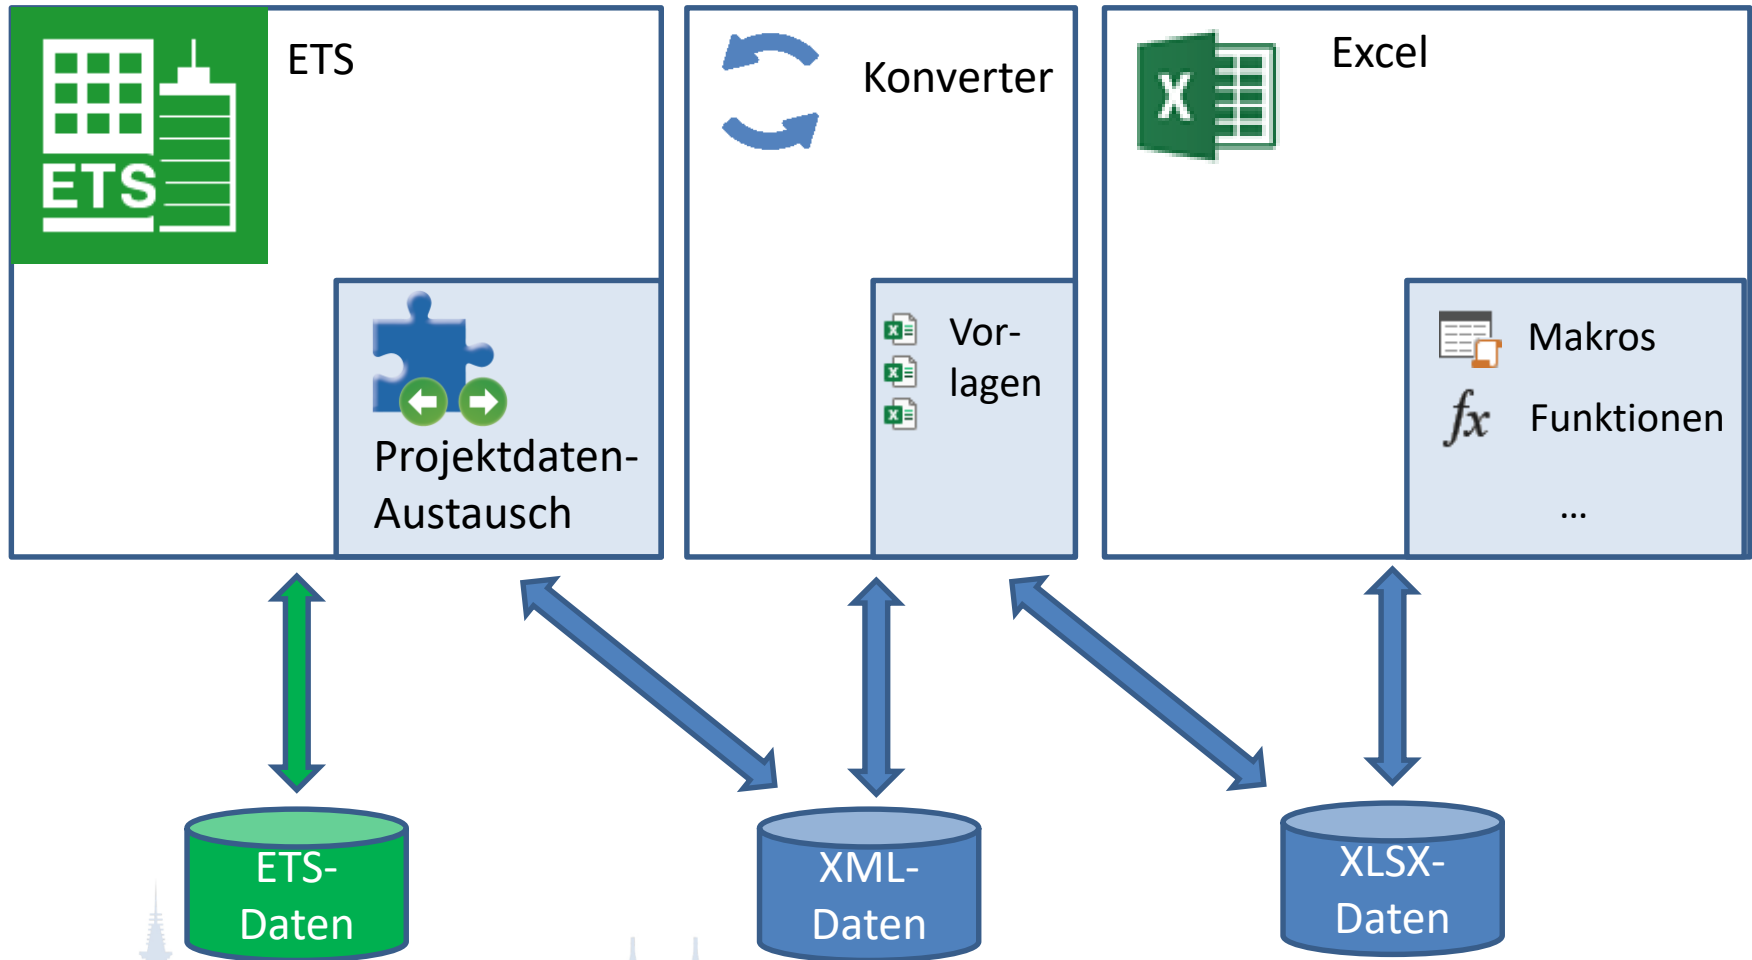 ETS
ETS
Projektdaten-
Austausch
Konverter
Vor-
lagen
Excel
X
Makros
fx Funktionen
...
ETS-
Daten
XML-
Daten
XLSX-
Daten